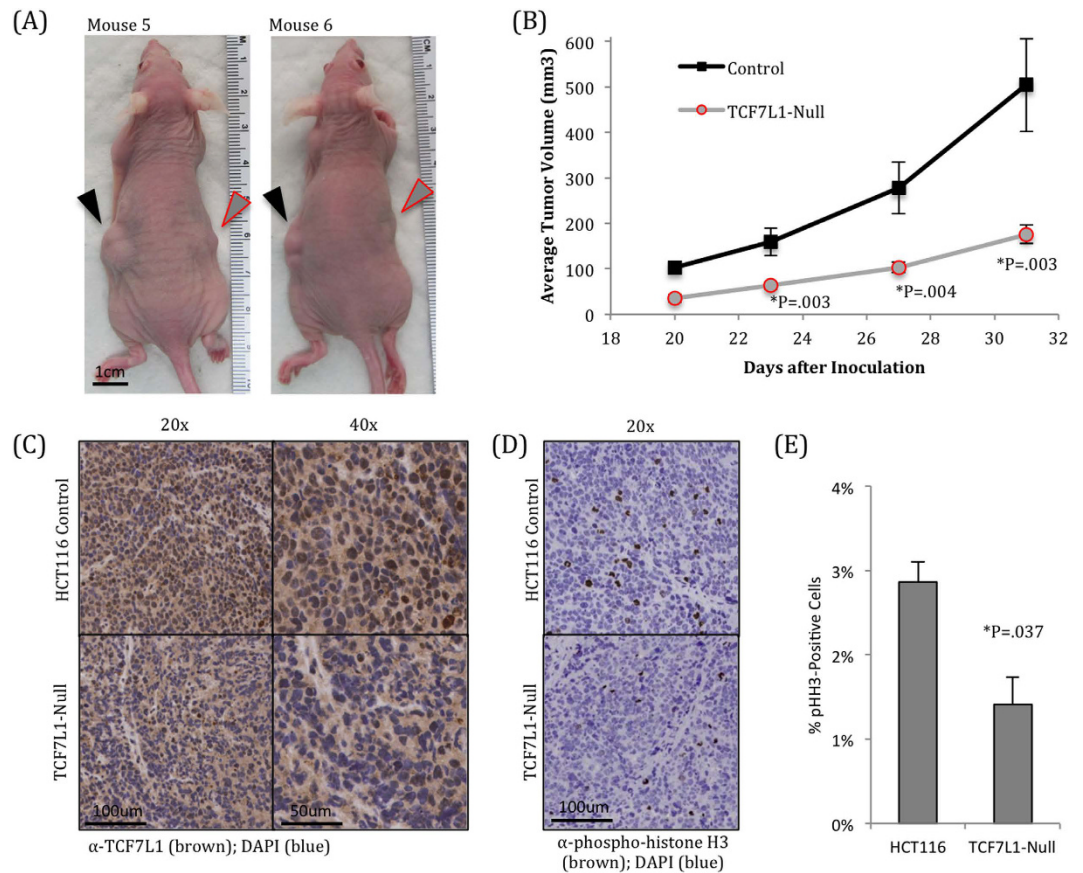 (A)
Mouse 5
Mouse 6
1cm
(B)
Average Tumor Volume (mm3)
600
500
400
300
200
100
0
Control
TCF7L1-Null
*P=.003
*P=.004
*P=.003
18
20
22
24
26
28
30
32
Days after Inoculation
(C)
20x
40x
HCT116 Control
TCF7L1-Null
100um
50um
α-TCF7L1 (brown); DAPI (blue)
(D)
20x
HCT116 Control
TCF7L1-Null
100um
α-phospho-histone H3
(brown); DAPI (blue)
(E)
% pHH3-Positive Cells
4%
3%
2%
1%
0%
*P=.037
HCT116
TCF7L1-Null